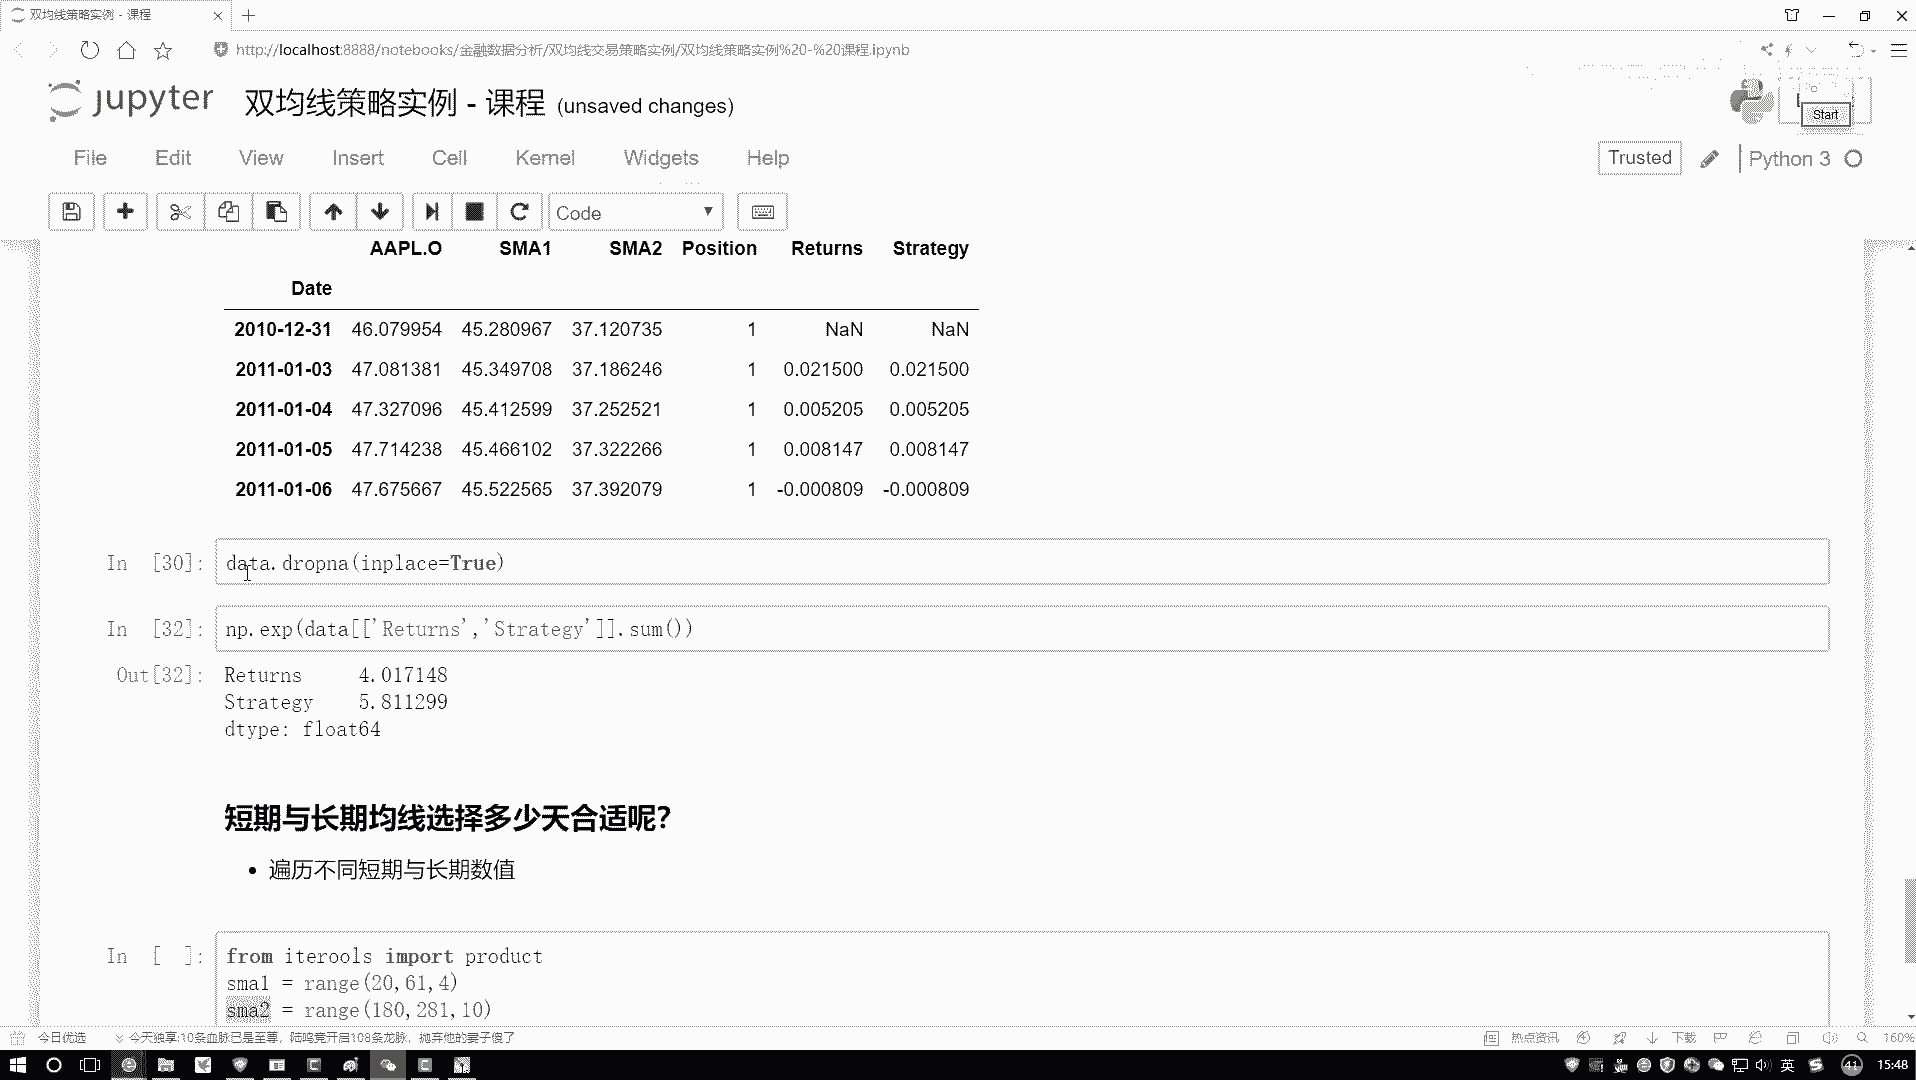 双均线策略实例 - 课程
http://localhost:8888/notebooks/金融数据分析/双均线交易策略实例/双均线策略实例%20-%20课程.ipynb
jupyter 双均线策略实例 - 课程 (unsaved changes)
Start
File Edit View Insert Cell Kernel Widgets Help
Trusted Python 3
Code
AAPL.O SMA1 SMA2 Position Returns Strategy
Date
2010-12-31 46.079954 45.280967 37.120735 1 NaN NaN
2011-01-03 47.081381 45.349708 37.186246 1 0.021500 0.021500
2011-01-04 47.327096 45.412599 37.252521 1 0.005205 0.005205
2011-01-05 47.714238 45.466102 37.322266 1 0.008147 0.008147
2011-01-06 47.675667 45.522565 37.392079 1 -0.000809 -0.000809
In [30]: data.dropna(inplace=True)
In [32]: np.exp(data[['Returns','Strategy']].sum())
Out[32]: Returns 4.017148
Strategy 5.811299
dtype: float64
短期与长期均线选择多少天合适呢?
• 遍历不同短期与长期数值
In [ ]: from iterools import product
sma1 = range(20,61,4)
sma2 = range(180,281,10)
今日优选 今天独享:10条血脉已是至尊，陆鸣竟开启108条龙脉，抛弃他的妻子傻了
热点资讯 下载 160%
英 41 15:48